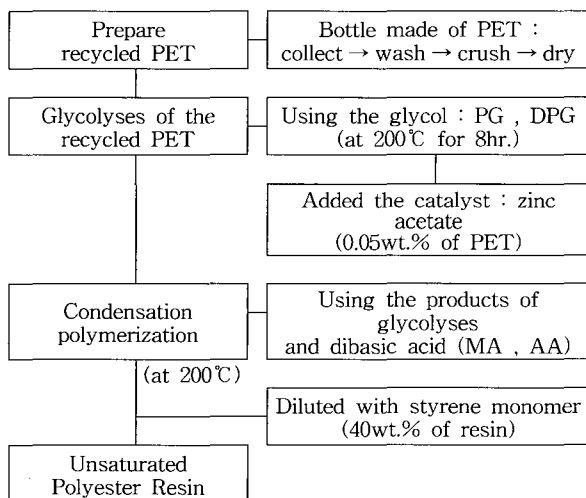 Prepare
recycled PET
Bottle made of PET :
collect → wash → crush → dry
Glycolyses of the
recycled PET
Using the glycol : PG , DPG
(at 200℃ for 8hr.)
Added the catalyst : zinc
acetate
(0.05wt.% of PET)
Condensation
polymerization
Using the products of
glycolyses
and dibasic acid (MA , AA)
(at 200℃)
Diluted with styrene monomer
(40wt.% of resin)
Unsaturated
Polyester Resin